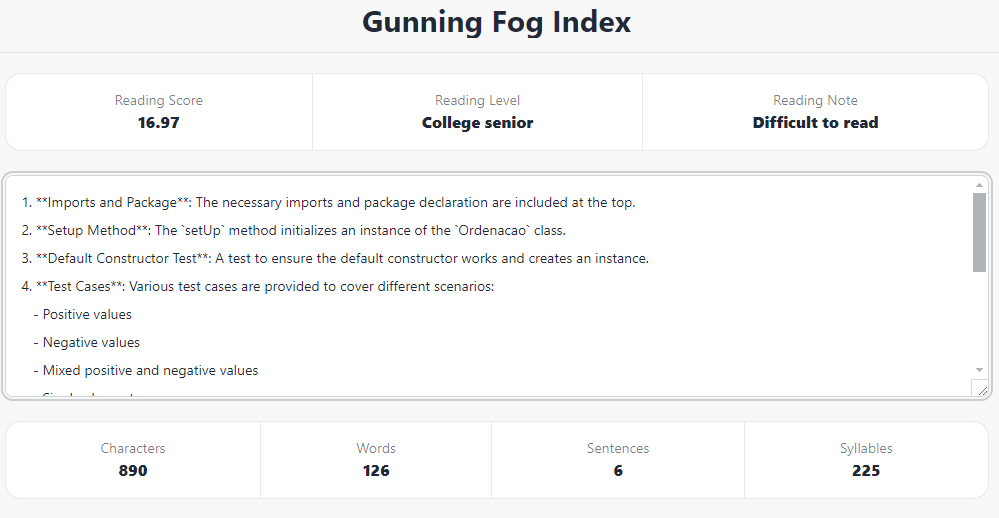 Gunning Fog Index
Reading Score
16.97
Reading Level
College senior
Reading Note
Difficult to read
1. **Imports and Package**: The necessary imports and package declaration are included at the top.
2. **Setup Method**: The `setUp` method initializes an instance of the `Ordenacao` class.
3. **Default Constructor Test**: A test to ensure the default constructor works and creates an instance.
4. **Test Cases**: Various test cases are provided to cover different scenarios:
- Positive values
- Negative values
- Mixed positive and negative values
Characters
890
Words
126
Sentences
6
Syllables
225